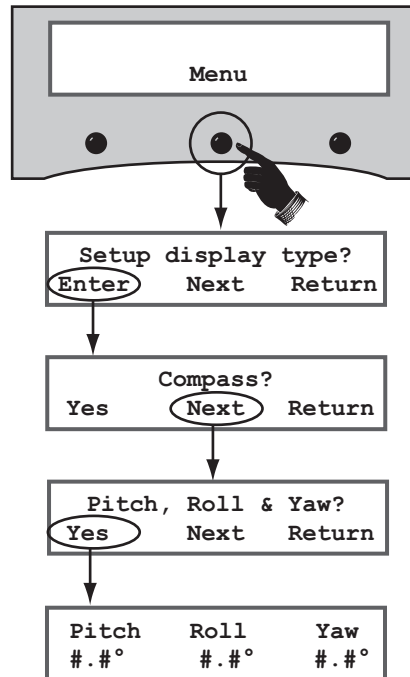 Menu
Setup display type?
Enter Next Return
Compass?
Yes Next Return
Pitch, Roll & Yaw?
Yes Next Return
Pitch Roll Yaw
#.#° #.#° #.#°